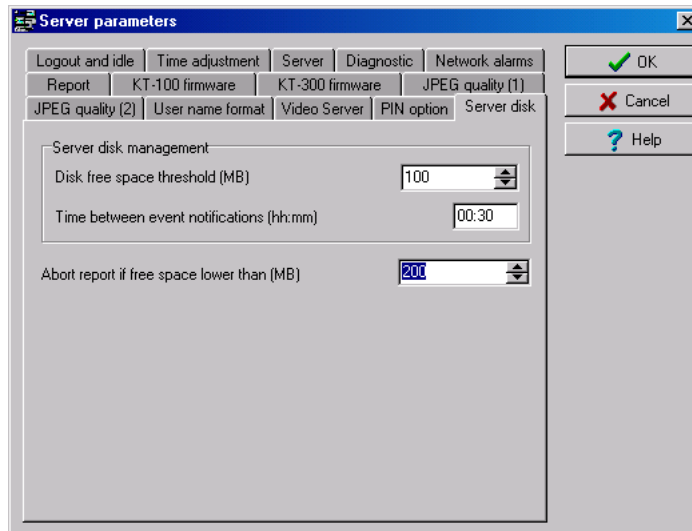 Server parameters
Logout and idle Time adjustment Server Diagnostic Network alarms
Report KT-100 firmware KT-300 firmware JPEG quality (1)
JPEG quality (2) User name format Video Server PIN option Server disk
OK
Cancel
Help
Server disk management
Disk free space threshold (MB) 100
Time between event notifications (hh:mm) 00:30
Abort report if free space lower than (MB) 200